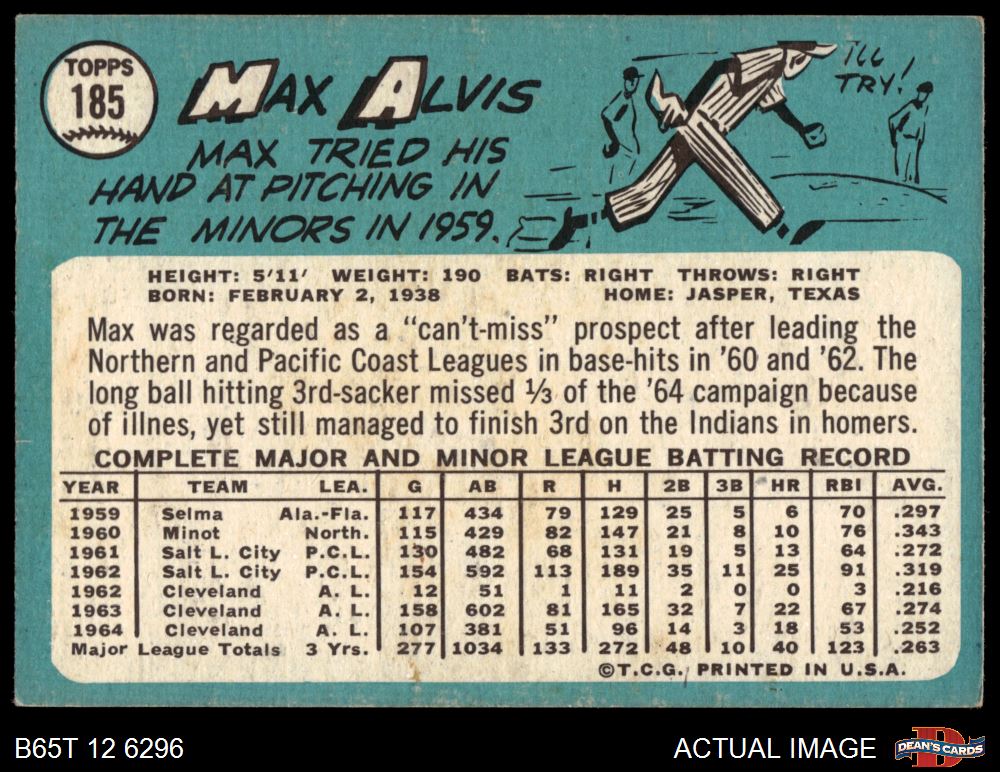 TOPPS
185
MAX ALVIS
I'LL
TRY!
MAX TRIED HIS
HAND AT PITCHING IN
THE MINORS IN 1959.
HEIGHT: 5'11' WEIGHT: 190 BATS: RIGHT THROWS: RIGHT
BORN: FEBRUARY 2, 1938 HOME: JASPER, TEXAS
Max was regarded as a "can't-miss" prospect after leading the
Northern and Pacific Coast Leagues in base-hits in '60 and '62. The
long ball hitting 3rd-sacker missed ⅓ of the '64 campaign because
of illnes, yet still managed to finish 3rd on the Indians in homers.
COMPLETE MAJOR AND MINOR LEAGUE BATTING RECORD
YEAR TEAM LEA. G AB R H 2B 3B HR RBI AVG.
1959 Selma Ala.-Fla. 117 434 79 129 25 5 6 70 .297
1960 Minot North. 115 429 82 147 21 8 10 76 .343
1961 Salt L. City P.C.L. 130 482 68 131 19 5 13 64 .272
1962 Salt L. City P.C.L. 154 592 113 189 35 11 25 91 .319
1962 Cleveland A. L. 12 51 1 11 2 0 0 3 .216
1963 Cleveland A. L. 158 602 81 165 32 7 22 67 .274
1964 Cleveland A. L. 107 381 51 96 14 3 18 53 .252
Major League Totals 3 Yrs. 277 1034 133 272 48 10 40 123 .263
©T.C.G. PRINTED IN U.S.A.
B65T 12 6296 ACTUAL IMAGE DEAN'S CARDS